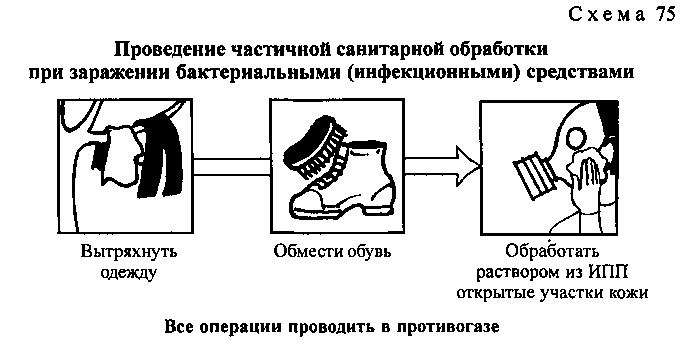 Схема 75
Проведение частичной санитарной обработки
при заражении бактериальными (инфекционными) средствами
Вытряхнуть
одежду
Обмести обувь
Обработать
раствором из ИПП
открытые участки кожи
Все операции проводить в противогазе